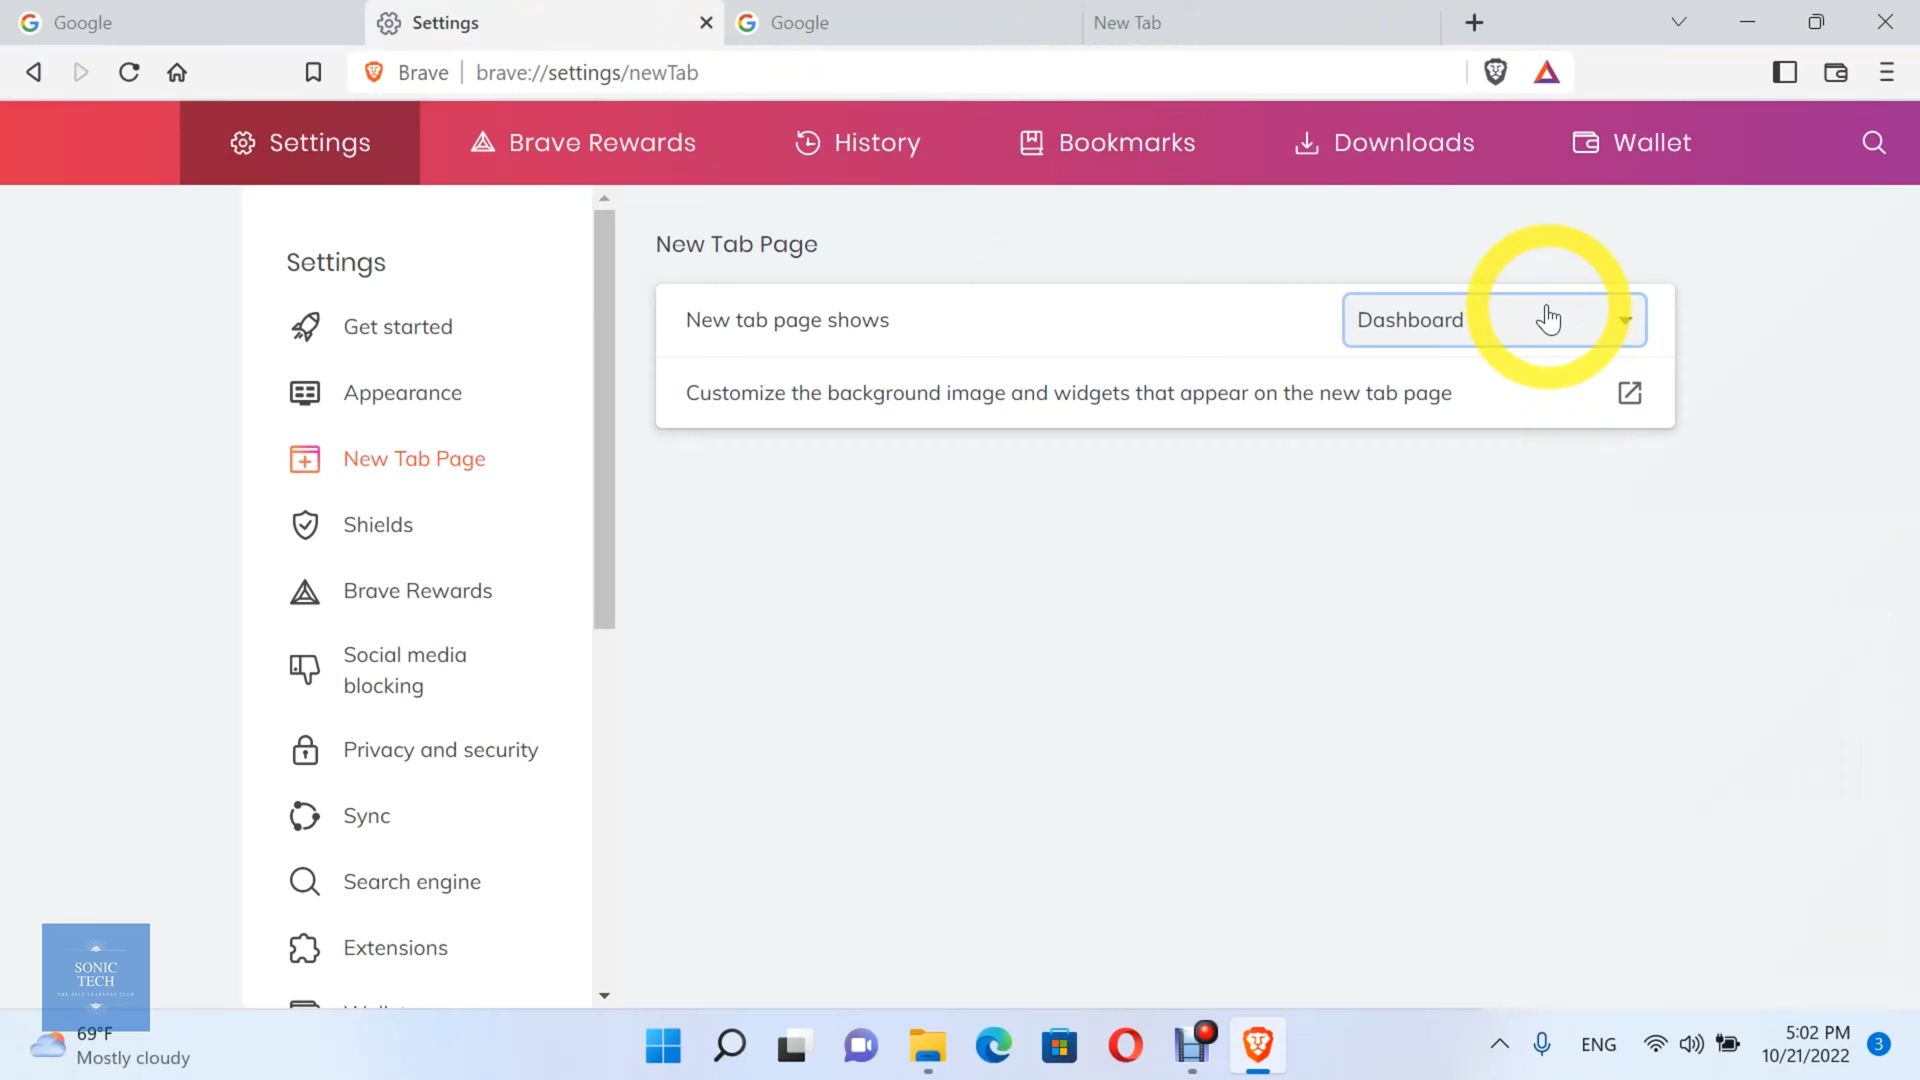 Google
Settings
Google
New Tab
Brave
brave://settings/newTab
Settings
Brave Rewards
History
Bookmarks
Downloads
Wallet
Settings
Get started
Appearance
New Tab Page
Shields
Brave Rewards
Social media
blocking
Privacy and security
Sync
Search engine
Extensions
New Tab Page
New tab page shows
Dashboard
Customize the background image and widgets that appear on the new tab page
SONIC
TECH
69°F
Mostly cloudy
ENG
5:02 PM
10/21/2022
3